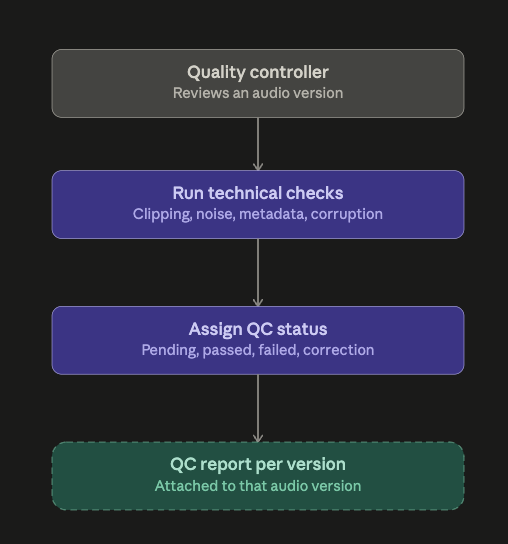 Quality controller
Reviews an audio version
Run technical checks
Clipping, noise, metadata, corruption
Assign QC status
Pending, passed, failed, correction
QC report per version
Attached to that audio version